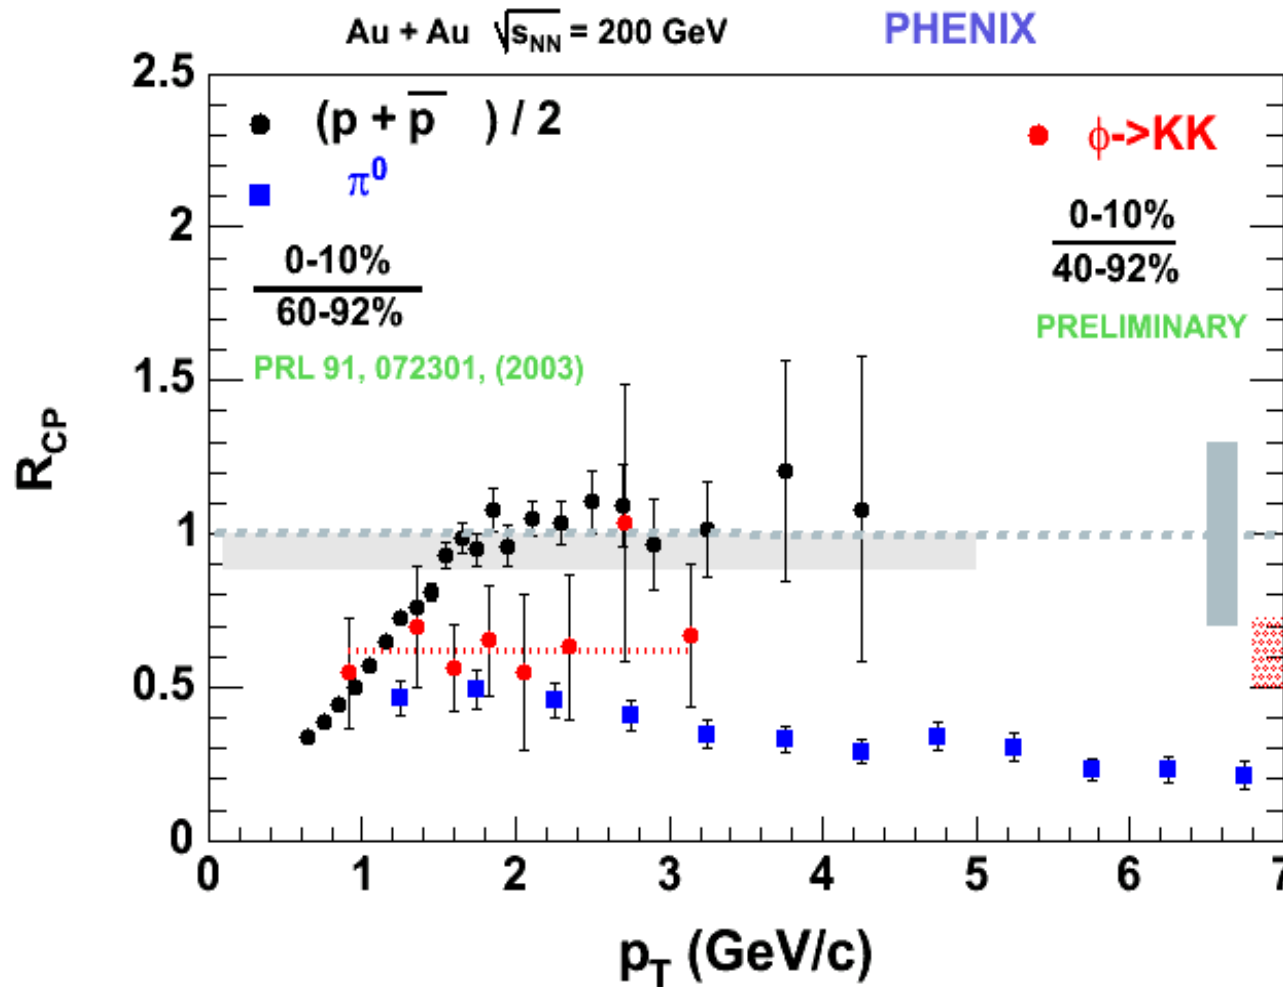 Au + Au √sNN = 200 GeV PHENIX
2.5
(p + p̅ ) / 2
π⁰
ϕ->KK
2
0-10%
60-92%
0-10%
40-92%
PRELIMINARY
PRL 91, 072301, (2003)
1.5
RCP
1
0.5
0
0 1 2 3 4 5 6 7
pT (GeV/c)